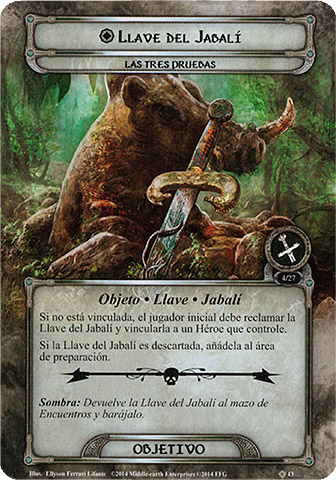 Llave del Jabalí
Las Tres Pruebas
4/27
Objeto • Llave • Jabalí
Si no está vinculada, el jugador inicial debe reclamar la
Llave del Jabalí y vincularla a un Héroe que controle.
Si la Llave del Jabalí es descartada, añádela al área
de preparación.
Sombra: Devuelve la Llave del Jabalí al mazo de
Encuentros y barájalo.
OBJETIVO
Illus. Ellyson Ferrari Lifante ©2014 Middle-earth Enterprises ©2014 FFG 43